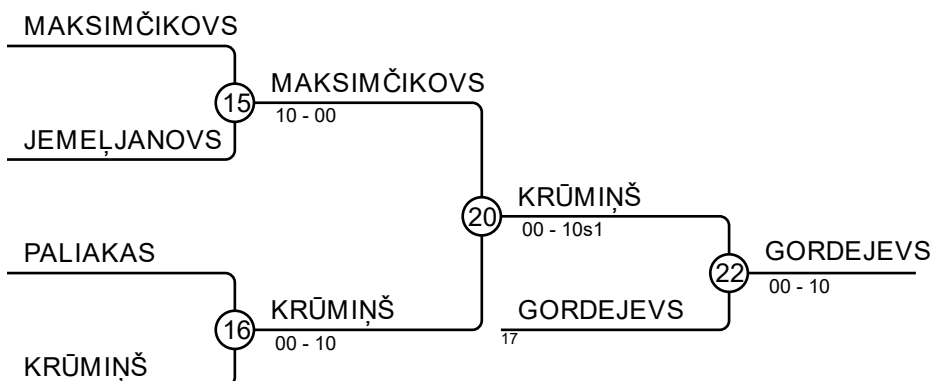 MAKSIMČIKOVS
15
MAKSIMČIKOVS
10 - 00
JEMEĻJANOVS
20
KRŪMIŅŠ
00 - 10s1
PALIAKAS
22
GORDEJEVS
00 - 10
16
KRŪMIŅŠ
00 - 10
GORDEJEVS
17
KRŪMIŅŠ